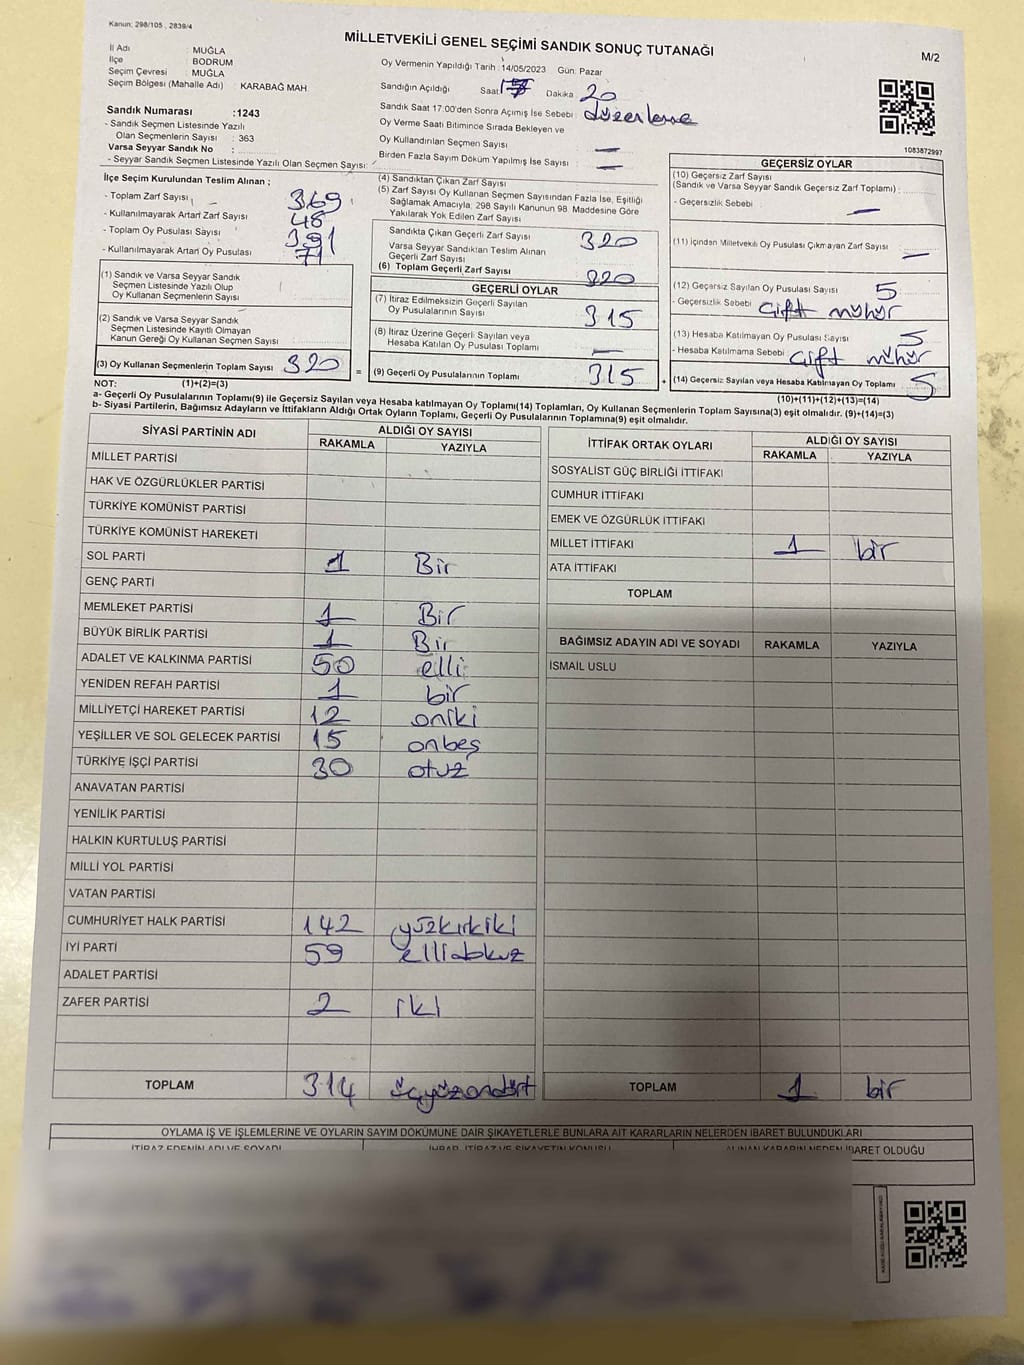 Kanun: 298/105 , 2839/4
MİLLETVEKİLİ GENEL SEÇİMİ SANDIK SONUÇ TUTANAĞI
M/2
İl Adı : MUĞLA
İlçe : BODRUM
Seçim Çevresi : MUĞLA
Seçim Bölgesi (Mahalle Adı) : KARABAĞ MAH.
Sandık Numarası :1243
- Sandık Seçmen Listesinde Yazılı
Olan Seçmenlerin Sayısı : 363
Varsa Seyyar Sandık No :
- Seyyar Sandık Seçmen Listesinde Yazılı Olan Seçmen Sayısı:
Oy Vermenin Yapıldığı Tarih :14/05/2023 Gün: Pazar
Sandığın Açıldığı Saat Dakika 20
Sandık Saat 17:00'den Sonra Açımış İse Sebebi : düzenleme
Oy Verme Saati Bitiminde Sırada Bekleyen ve
Oy Kullandırılan Seçmen Sayısı : —
Birden Fazla Sayım Döküm Yapılmış İse Sayısı : —
1083872997
İlçe Seçim Kurulundan Teslim Alınan ;
- Toplam Zarf Sayısı 369
- Kullanılmayarak Artan Zarf Sayısı 48
- Toplam Oy Pusulası Sayısı 391
- Kullanılmayarak Artan Oy Pusulası 71
(1) Sandık ve Varsa Seyyar Sandık
Seçmen Listesinde Yazılı Olup
Oy Kullanan Seçmenlerin Sayısı
(2) Sandık ve Varsa Seyyar Sandık
Seçmen Listesinde Kayıtlı Olmayan
Kanun Gereği Oy Kullanan Seçmen Sayısı
(3) Oy Kullanan Seçmenlerin Toplam Sayısı 320
NOT: (1)+(2)=(3)
(4) Sandıktan Çıkan Zarf Sayısı
(5) Zarf Sayısı Oy Kullanan Seçmen Sayısından Fazla İse, Eşitliği
Sağlamak Amacıyla; 298 Sayılı Kanunun 98. Maddesine Göre
Yakılarak Yok Edilen Zarf Sayısı
Sandıkta Çıkan Geçerli Zarf Sayısı 320
Varsa Seyyar Sandıktan Teslim Alınan
Geçerli Zarf Sayısı
(6) Toplam Geçerli Zarf Sayısı 320
GEÇERLİ OYLAR
(7) İtiraz Edilmeksizin Geçerli Sayılan
Oy Pusulalarının Sayısı 315
(8) İtiraz Üzerine Geçerli Sayılan veya
Hesaba Katılan Oy Pusulası Toplamı —
= (9) Geçerli Oy Pusulalarının Toplamı 315
GEÇERSİZ OYLAR
(10) Geçersiz Zarf Sayısı
(Sandık ve Varsa Seyyar Sandık Geçersiz Zarf Toplamı) :
- Geçersizlik Sebebi : —
(11) İçinden Milletvekili Oy Pusulası Çıkmayan Zarf Sayısı —
(12) Geçersiz Sayılan Oy Pusulası Sayısı 5
- Geçersizlik Sebebi Çift mühür
(13) Hesaba Katılmayan Oy Pusulası Sayısı 5
- Hesaba Katılmama Sebebi Çift mühür
+ (14) Geçersiz Sayılan veya Hesaba Katılmayan Oy Toplamı 5
(10)+(11)+(12)+(13)=(14)
a- Geçerli Oy Pusulalarının Toplamı(9) ile Geçersiz Sayılan veya Hesaba katılmayan Oy Toplamı(14) Toplamları, Oy Kullanan Seçmenlerin Toplam Sayısına(3) eşit olmalıdır. (9)+(14)=(3)
b- Siyasi Partilerin, Bağımsız Adayların ve İttifakların Aldığı Ortak Oyların Toplamı, Geçerli Oy Pusulalarının Toplamına(9) eşit olmalıdır.
SİYASİ PARTİNİN ADI ALDIĞI OY SAYISI
RAKAMLA YAZIYLA
MİLLET PARTİSİ
HAK VE ÖZGÜRLÜKLER PARTİSİ
TÜRKİYE KOMÜNİST PARTİSİ
TÜRKİYE KOMÜNİST HAREKETİ
SOL PARTİ 1 Bir
GENÇ PARTİ
MEMLEKET PARTİSİ 1 Bir
BÜYÜK BİRLİK PARTİSİ 1 Bir
ADALET VE KALKINMA PARTİSİ 50 elli
YENİDEN REFAH PARTİSİ 1 bir
MİLLİYETÇİ HAREKET PARTİSİ 12 oniki
YEŞİLLER VE SOL GELECEK PARTİSİ 15 onbeş
TÜRKİYE İŞÇİ PARTİSİ 30 otuz
ANAVATAN PARTİSİ
YENİLİK PARTİSİ
HALKIN KURTULUŞ PARTİSİ
MİLLİ YOL PARTİSİ
VATAN PARTİSİ
CUMHURİYET HALK PARTİSİ 142 yüzkırkiki
İYİ PARTİ 59 ellidokuz
ADALET PARTİSİ
ZAFER PARTİSİ 2 iki
TOPLAM 314 üçyüzondört
İTTİFAK ORTAK OYLARI ALDIĞI OY SAYISI
RAKAMLA YAZIYLA
SOSYALİST GÜÇ BİRLİĞİ İTTİFAKI
CUMHUR İTTİFAKI
EMEK VE ÖZGÜRLÜK İTTİFAKI
MİLLET İTTİFAKI 1 bir
ATA İTTİFAKI
TOPLAM
BAĞIMSIZ ADAYIN ADI VE SOYADI RAKAMLA YAZIYLA
İSMAİL USLU
TOPLAM 1 bir
OYLAMA İŞ VE İŞLEMLERİNE VE OYLARIN SAYIM DÖKÜMÜNE DAİR ŞİKAYETLERLE BUNLARA AİT KARARLARIN NELERDEN İBARET BULUNDUKLARI
İTİRAZ EDENİN ADI VE SOYADI İHBAR, İTİRAZ VE ŞİKAYETİN KONUSU ALINAN KARARIN NEDEN İBARET OLDUĞU